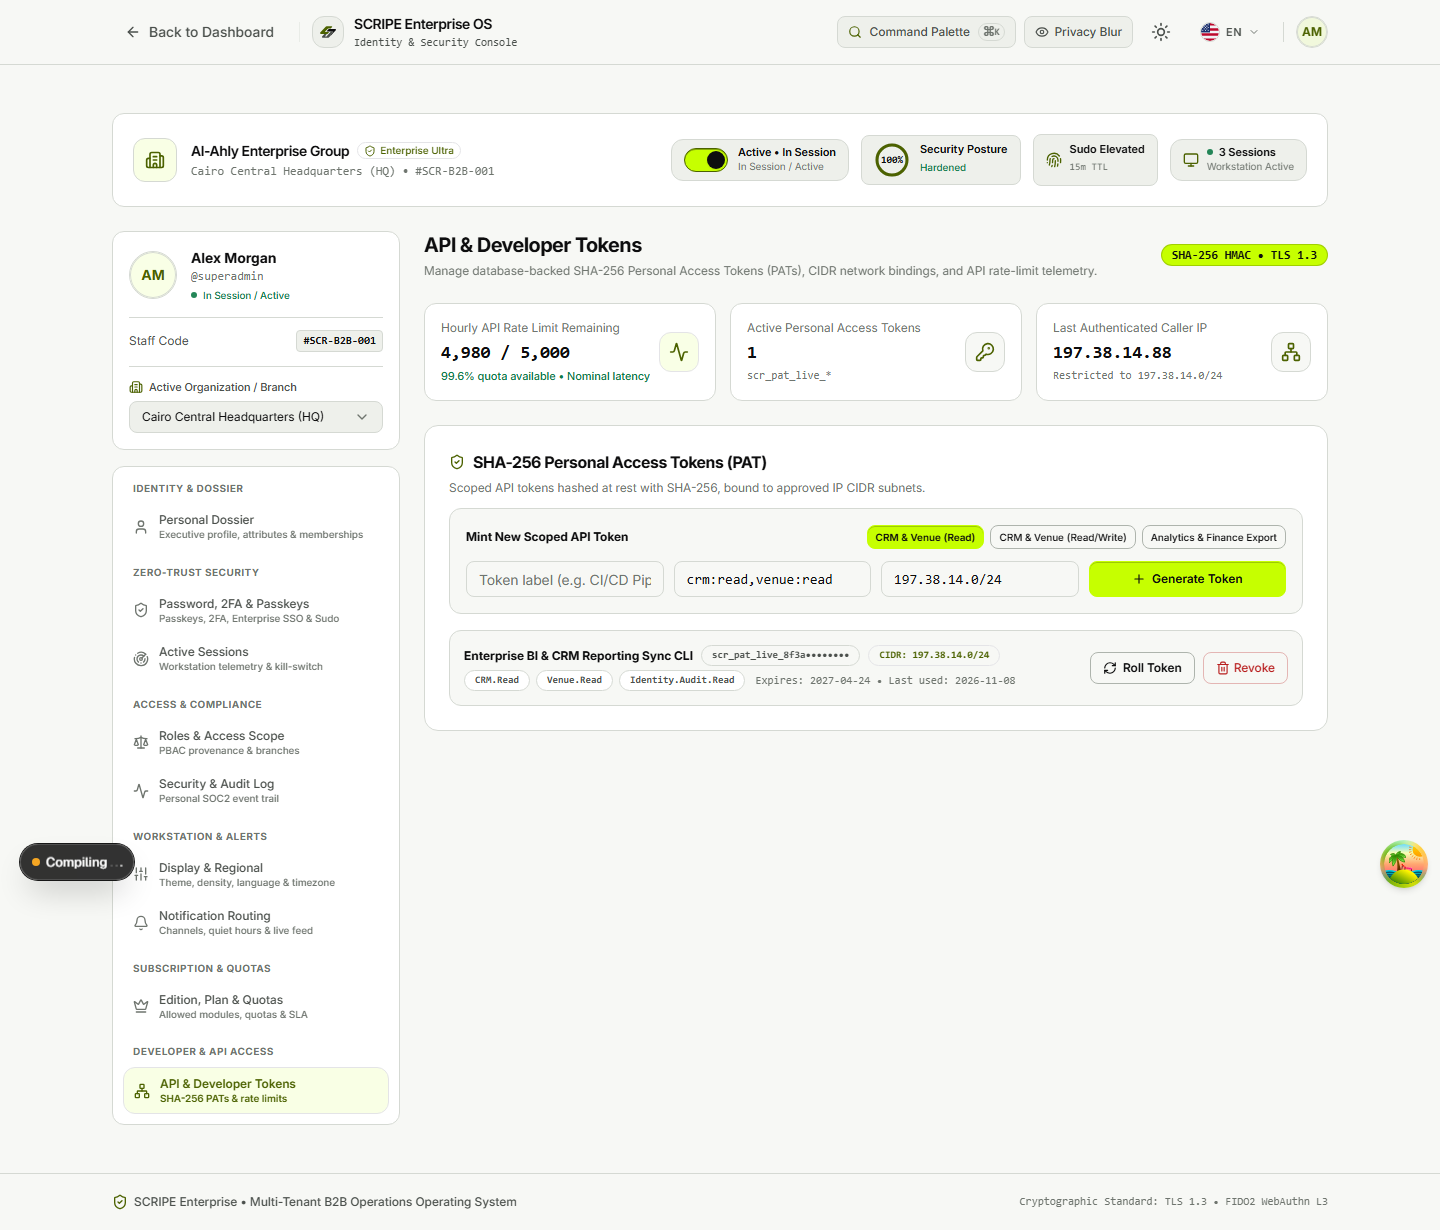 Back to Dashboard
SCRIPE Enterprise OS
Identity & Security Console
Command Palette ⌘K
Privacy Blur
EN
AM
Al-Ahly Enterprise Group
Enterprise Ultra
Cairo Central Headquarters (HQ) • #SCR-B2B-001
Active • In Session
In Session / Active
100%
Security Posture
Hardened
Sudo Elevated
15m TTL
3 Sessions
Workstation Active
AM
Alex Morgan
@superadmin
In Session / Active
Staff Code
#SCR-B2B-001
Active Organization / Branch
Cairo Central Headquarters (HQ)
IDENTITY & DOSSIER
Personal Dossier
Executive profile, attributes & memberships
ZERO-TRUST SECURITY
Password, 2FA & Passkeys
Passkeys, 2FA, Enterprise SSO & Sudo
Active Sessions
Workstation telemetry & kill-switch
ACCESS & COMPLIANCE
Roles & Access Scope
PBAC provenance & branches
Security & Audit Log
Personal SOC2 event trail
WORKSTATION & ALERTS
Compiling ...
Display & Regional
Theme, density, language & timezone
Notification Routing
Channels, quiet hours & live feed
SUBSCRIPTION & QUOTAS
Edition, Plan & Quotas
Allowed modules, quotas & SLA
DEVELOPER & API ACCESS
API & Developer Tokens
SHA-256 PATs & rate limits
API & Developer Tokens
Manage database-backed SHA-256 Personal Access Tokens (PATs), CIDR network bindings, and API rate-limit telemetry.
SHA-256 HMAC • TLS 1.3
Hourly API Rate Limit Remaining
4,980 / 5,000
99.6% quota available • Nominal latency
Active Personal Access Tokens
1
scr_pat_live_*
Last Authenticated Caller IP
197.38.14.88
Restricted to 197.38.14.0/24
SHA-256 Personal Access Tokens (PAT)
Scoped API tokens hashed at rest with SHA-256, bound to approved IP CIDR subnets.
Mint New Scoped API Token
CRM & Venue (Read)
CRM & Venue (Read/Write)
Analytics & Finance Export
Token label (e.g. CI/CD Pip
crm:read,venue:read
197.38.14.0/24
Generate Token
Enterprise BI & CRM Reporting Sync CLI
scr_pat_live_8f3a••••••••
CIDR: 197.38.14.0/24
CRM.Read
Venue.Read
Identity.Audit.Read
Expires: 2027-04-24 • Last used: 2026-11-08
Roll Token
Revoke
SCRIPE Enterprise • Multi-Tenant B2B Operations Operating System
Cryptographic Standard: TLS 1.3 • FIDO2 WebAuthn L3